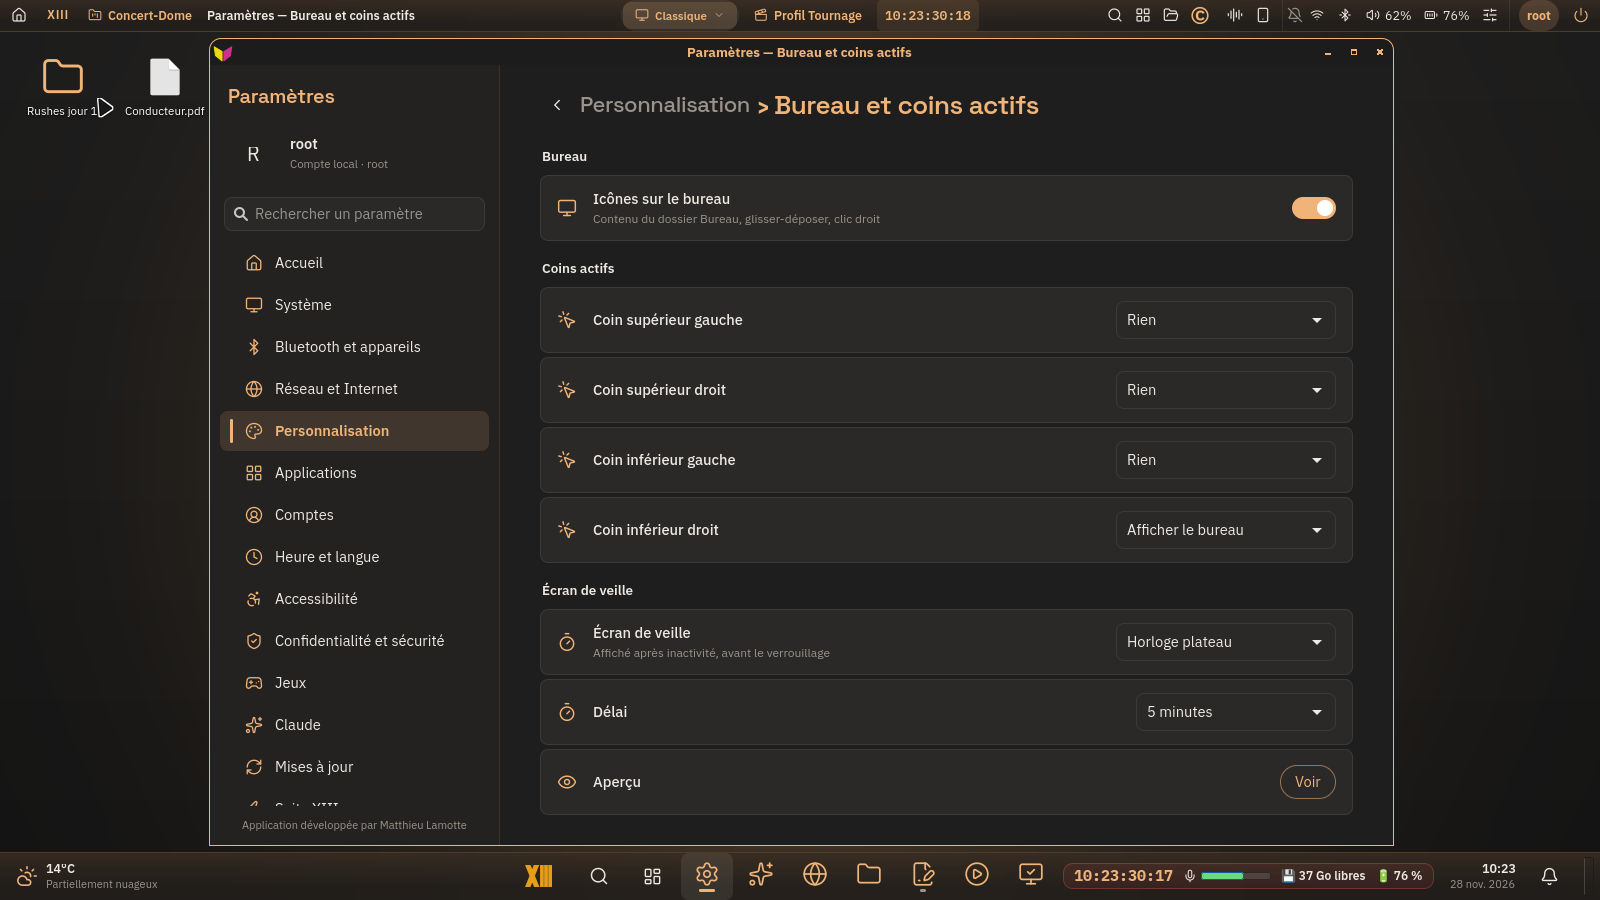 XIII Concert-Dome Paramètres — Bureau et coins actifs Classique Profil Tournage 10:23:30:18 62% 76% root
Rushes jour 1
Conducteur.pdf
Paramètres — Bureau et coins actifs
Paramètres
R
root
Compte local · root
Rechercher un paramètre
Accueil
Système
Bluetooth et appareils
Réseau et Internet
Personnalisation
Applications
Comptes
Heure et langue
Accessibilité
Confidentialité et sécurité
Jeux
Claude
Mises à jour
Suite XIII
Application développée par Matthieu Lamotte
Personnalisation > Bureau et coins actifs
Bureau
Icônes sur le bureau
Contenu du dossier Bureau, glisser-déposer, clic droit
Coins actifs
Coin supérieur gauche Rien
Coin supérieur droit Rien
Coin inférieur gauche Rien
Coin inférieur droit Afficher le bureau
Écran de veille
Écran de veille
Affiché après inactivité, avant le verrouillage
Horloge plateau
Délai 5 minutes
Aperçu Voir
14°C
Partiellement nuageux
XIII
10:23:30:17 37 Go libres 76 %
10:23
28 nov. 2026